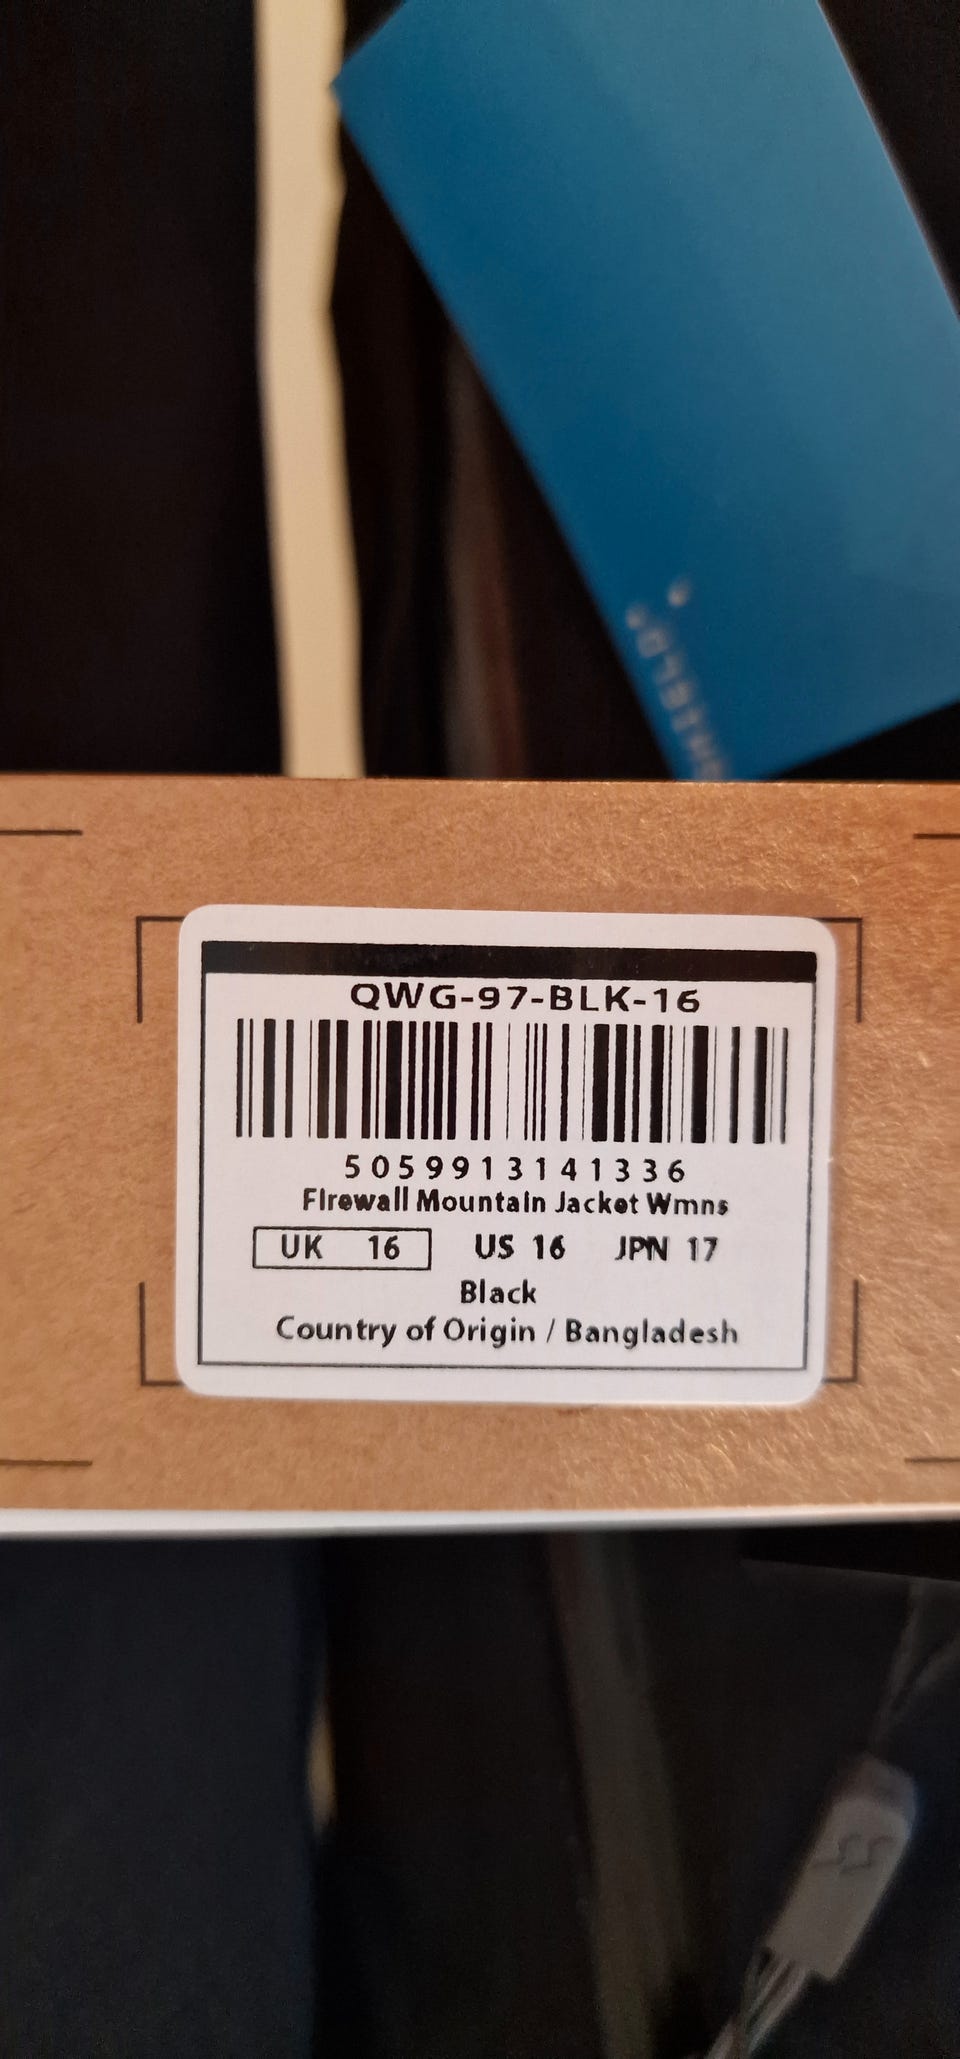 QWG-97-BLK-16
5059913141336
Firewall Mountain Jacket Wmns
UK 16 US 16 JPN 17
Black
Country of Origin / Bangladesh